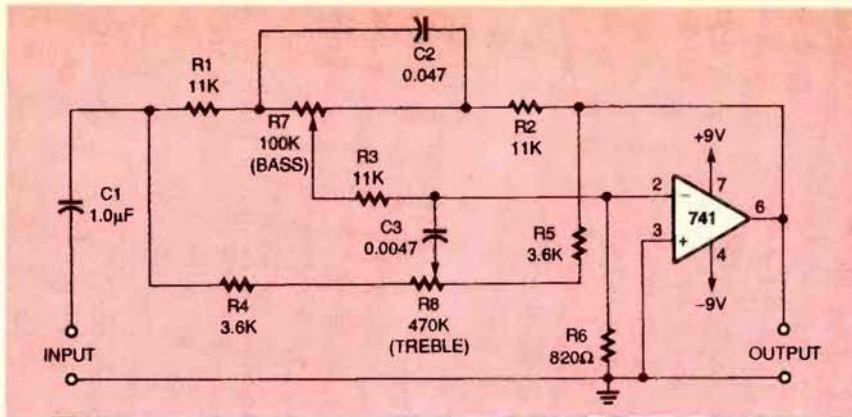 C2
0.047
R1
11K
R7
100K
(BASS)
R2
11K
+9V
R3
11K
C1
1.0µF
2
7
741
6
3
+
4
−
C3
0.0047
R5
3.6K
−9V
R4
3.6K
R8
470K
(TREBLE)
R6
820Ω
INPUT
OUTPUT